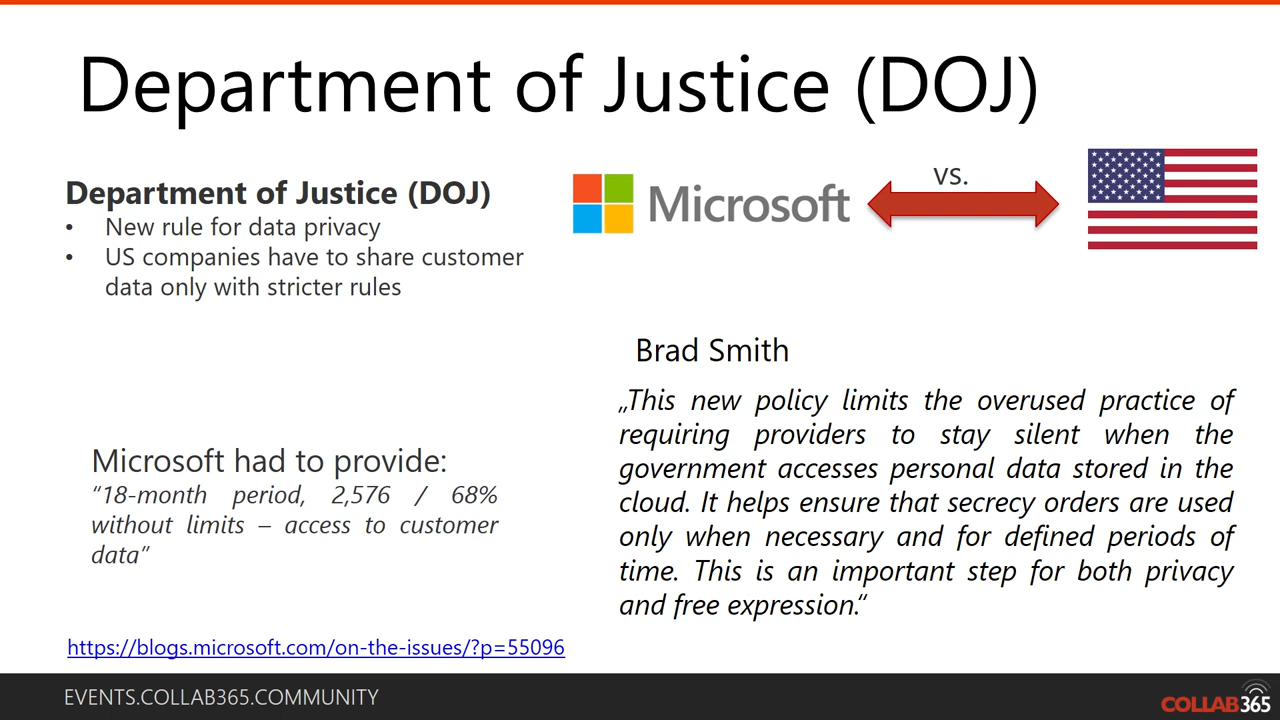 Department of Justice (DOJ)
Department of Justice (DOJ)
• New rule for data privacy
• US companies have to share customer
data only with stricter rules
Microsoft
vs.
Brad Smith
„This new policy limits the overused practice of
requiring providers to stay silent when the
government accesses personal data stored in the
cloud. It helps ensure that secrecy orders are used
only when necessary and for defined periods of
time. This is an important step for both privacy
and free expression.“
Microsoft had to provide:
“18-month period, 2,576 / 68%
without limits – access to customer
data”
https://blogs.microsoft.com/on-the-issues/?p=55096
EVENTS.COLLAB365.COMMUNITY
COLLAB365